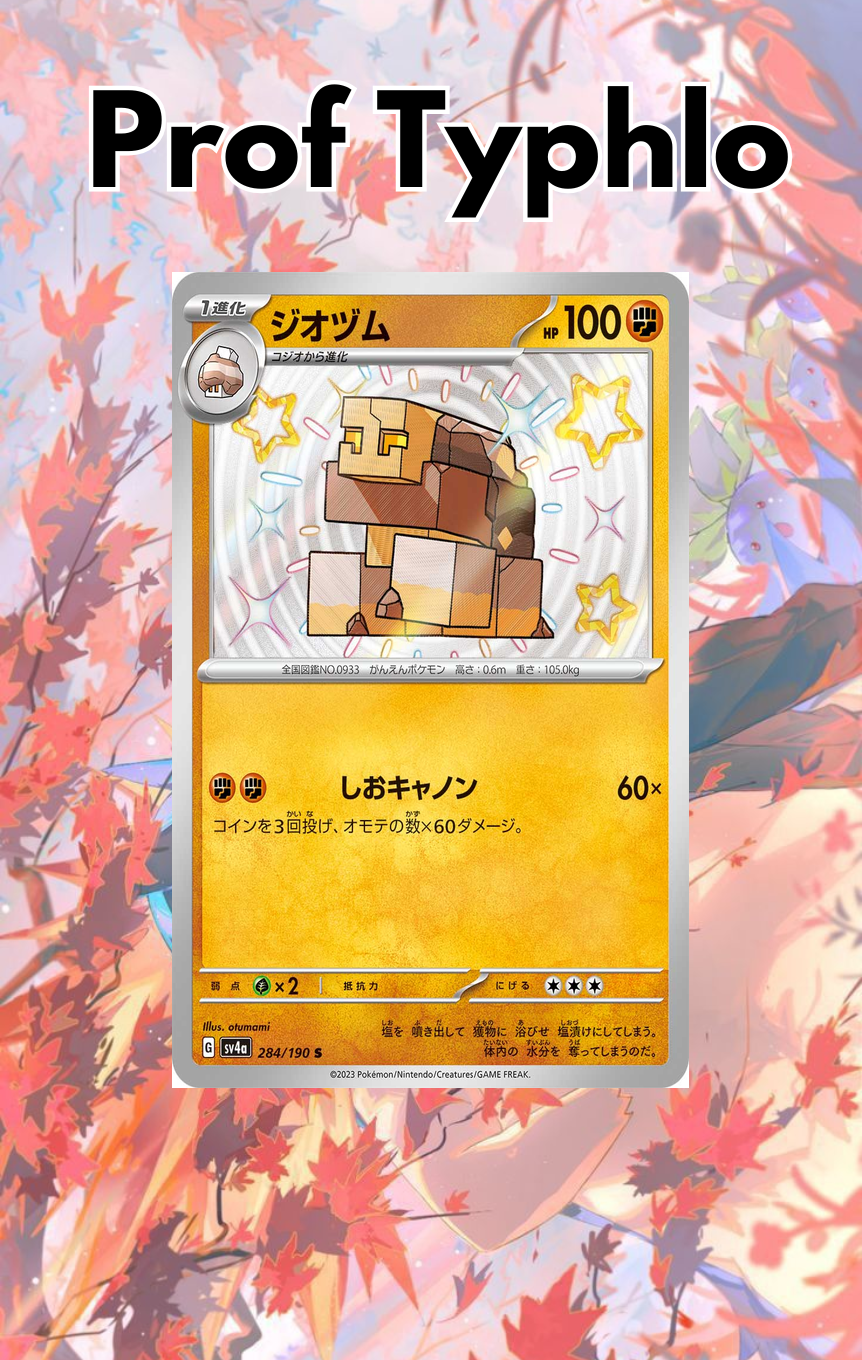 Prof Typhlo
1進化
ジオヅム
HP 100
コジオから進化
全国図鑑NO.0933 がんえんポケモン 高さ:0.6m 重さ:105.0kg
しおキャノン 60×
コインを3回投げ、オモテの数×60ダメージ。
弱点 ×2 抵抗力 にげる
Illus. otumami
塩を 噴き出して 獲物に 浴びせ 塩漬けにしてしまう。
体内の 水分を 奪ってしまうのだ。
G sv4a 284/190 S
©2023 Pokémon/Nintendo/Creatures/GAME FREAK.